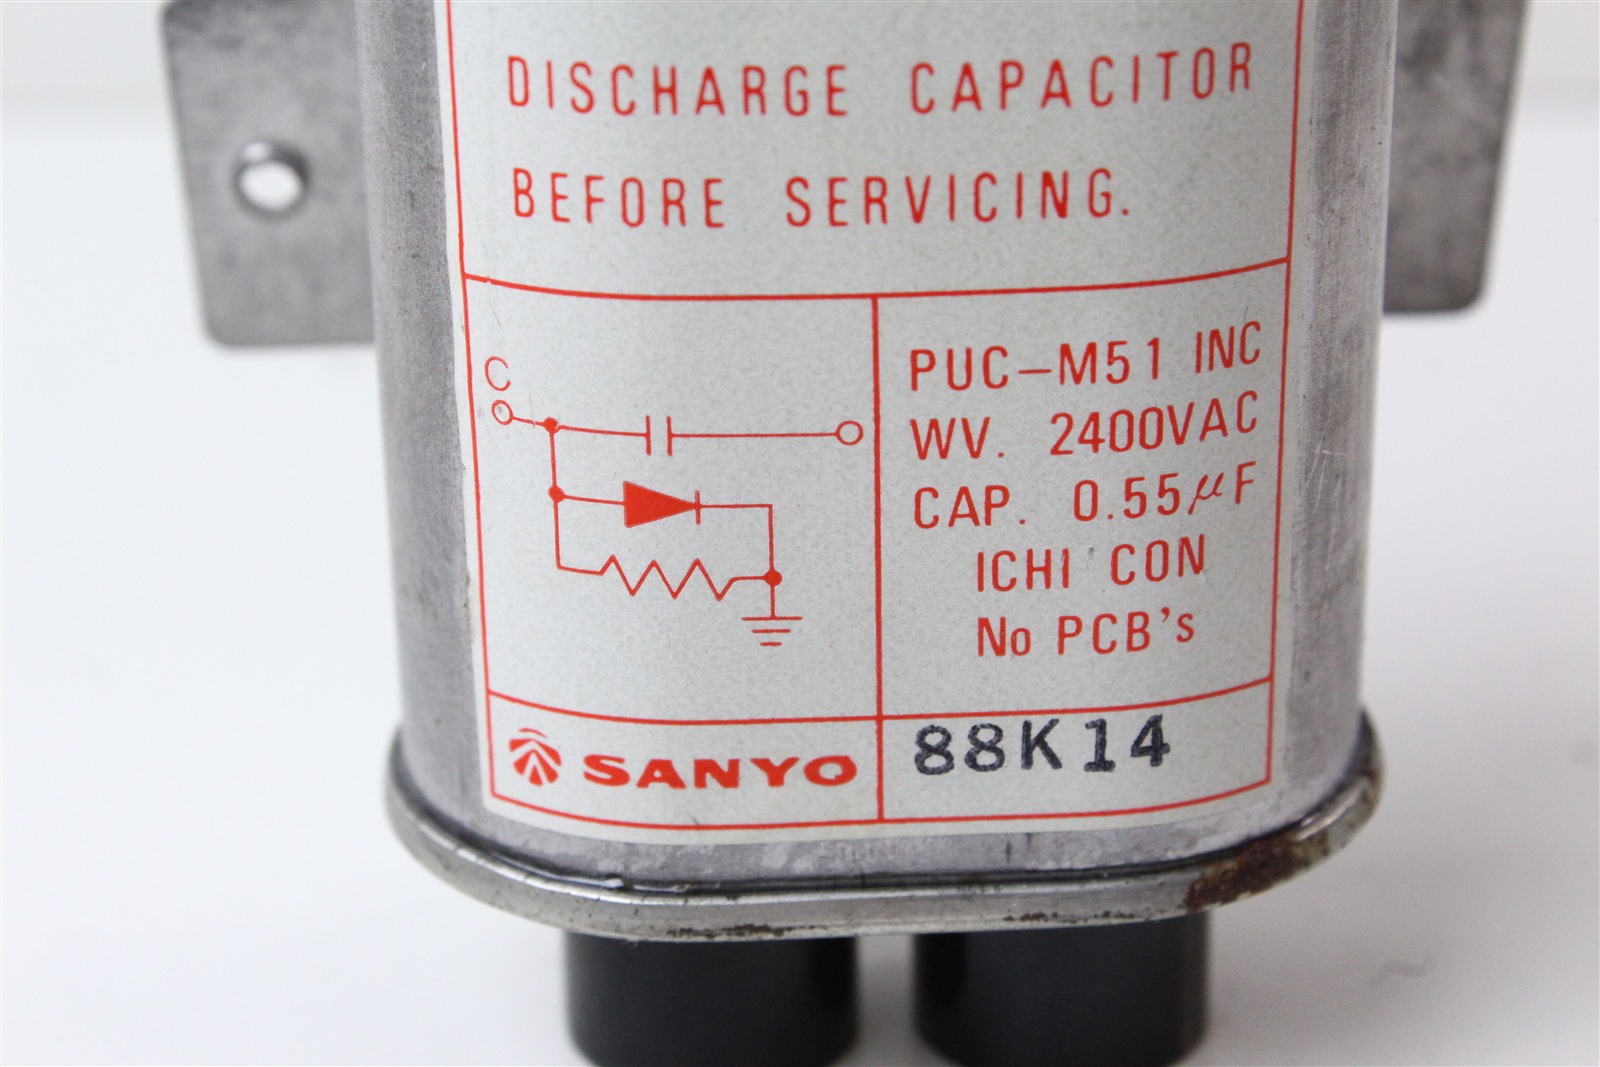 DISCHARGE CAPACITOR
BEFORE SERVICING.
C
PUC-M51 INC
WV. 2400VAC
CAP. 0.55μF
ICHI CON
No PCB's
SANYO
88K14